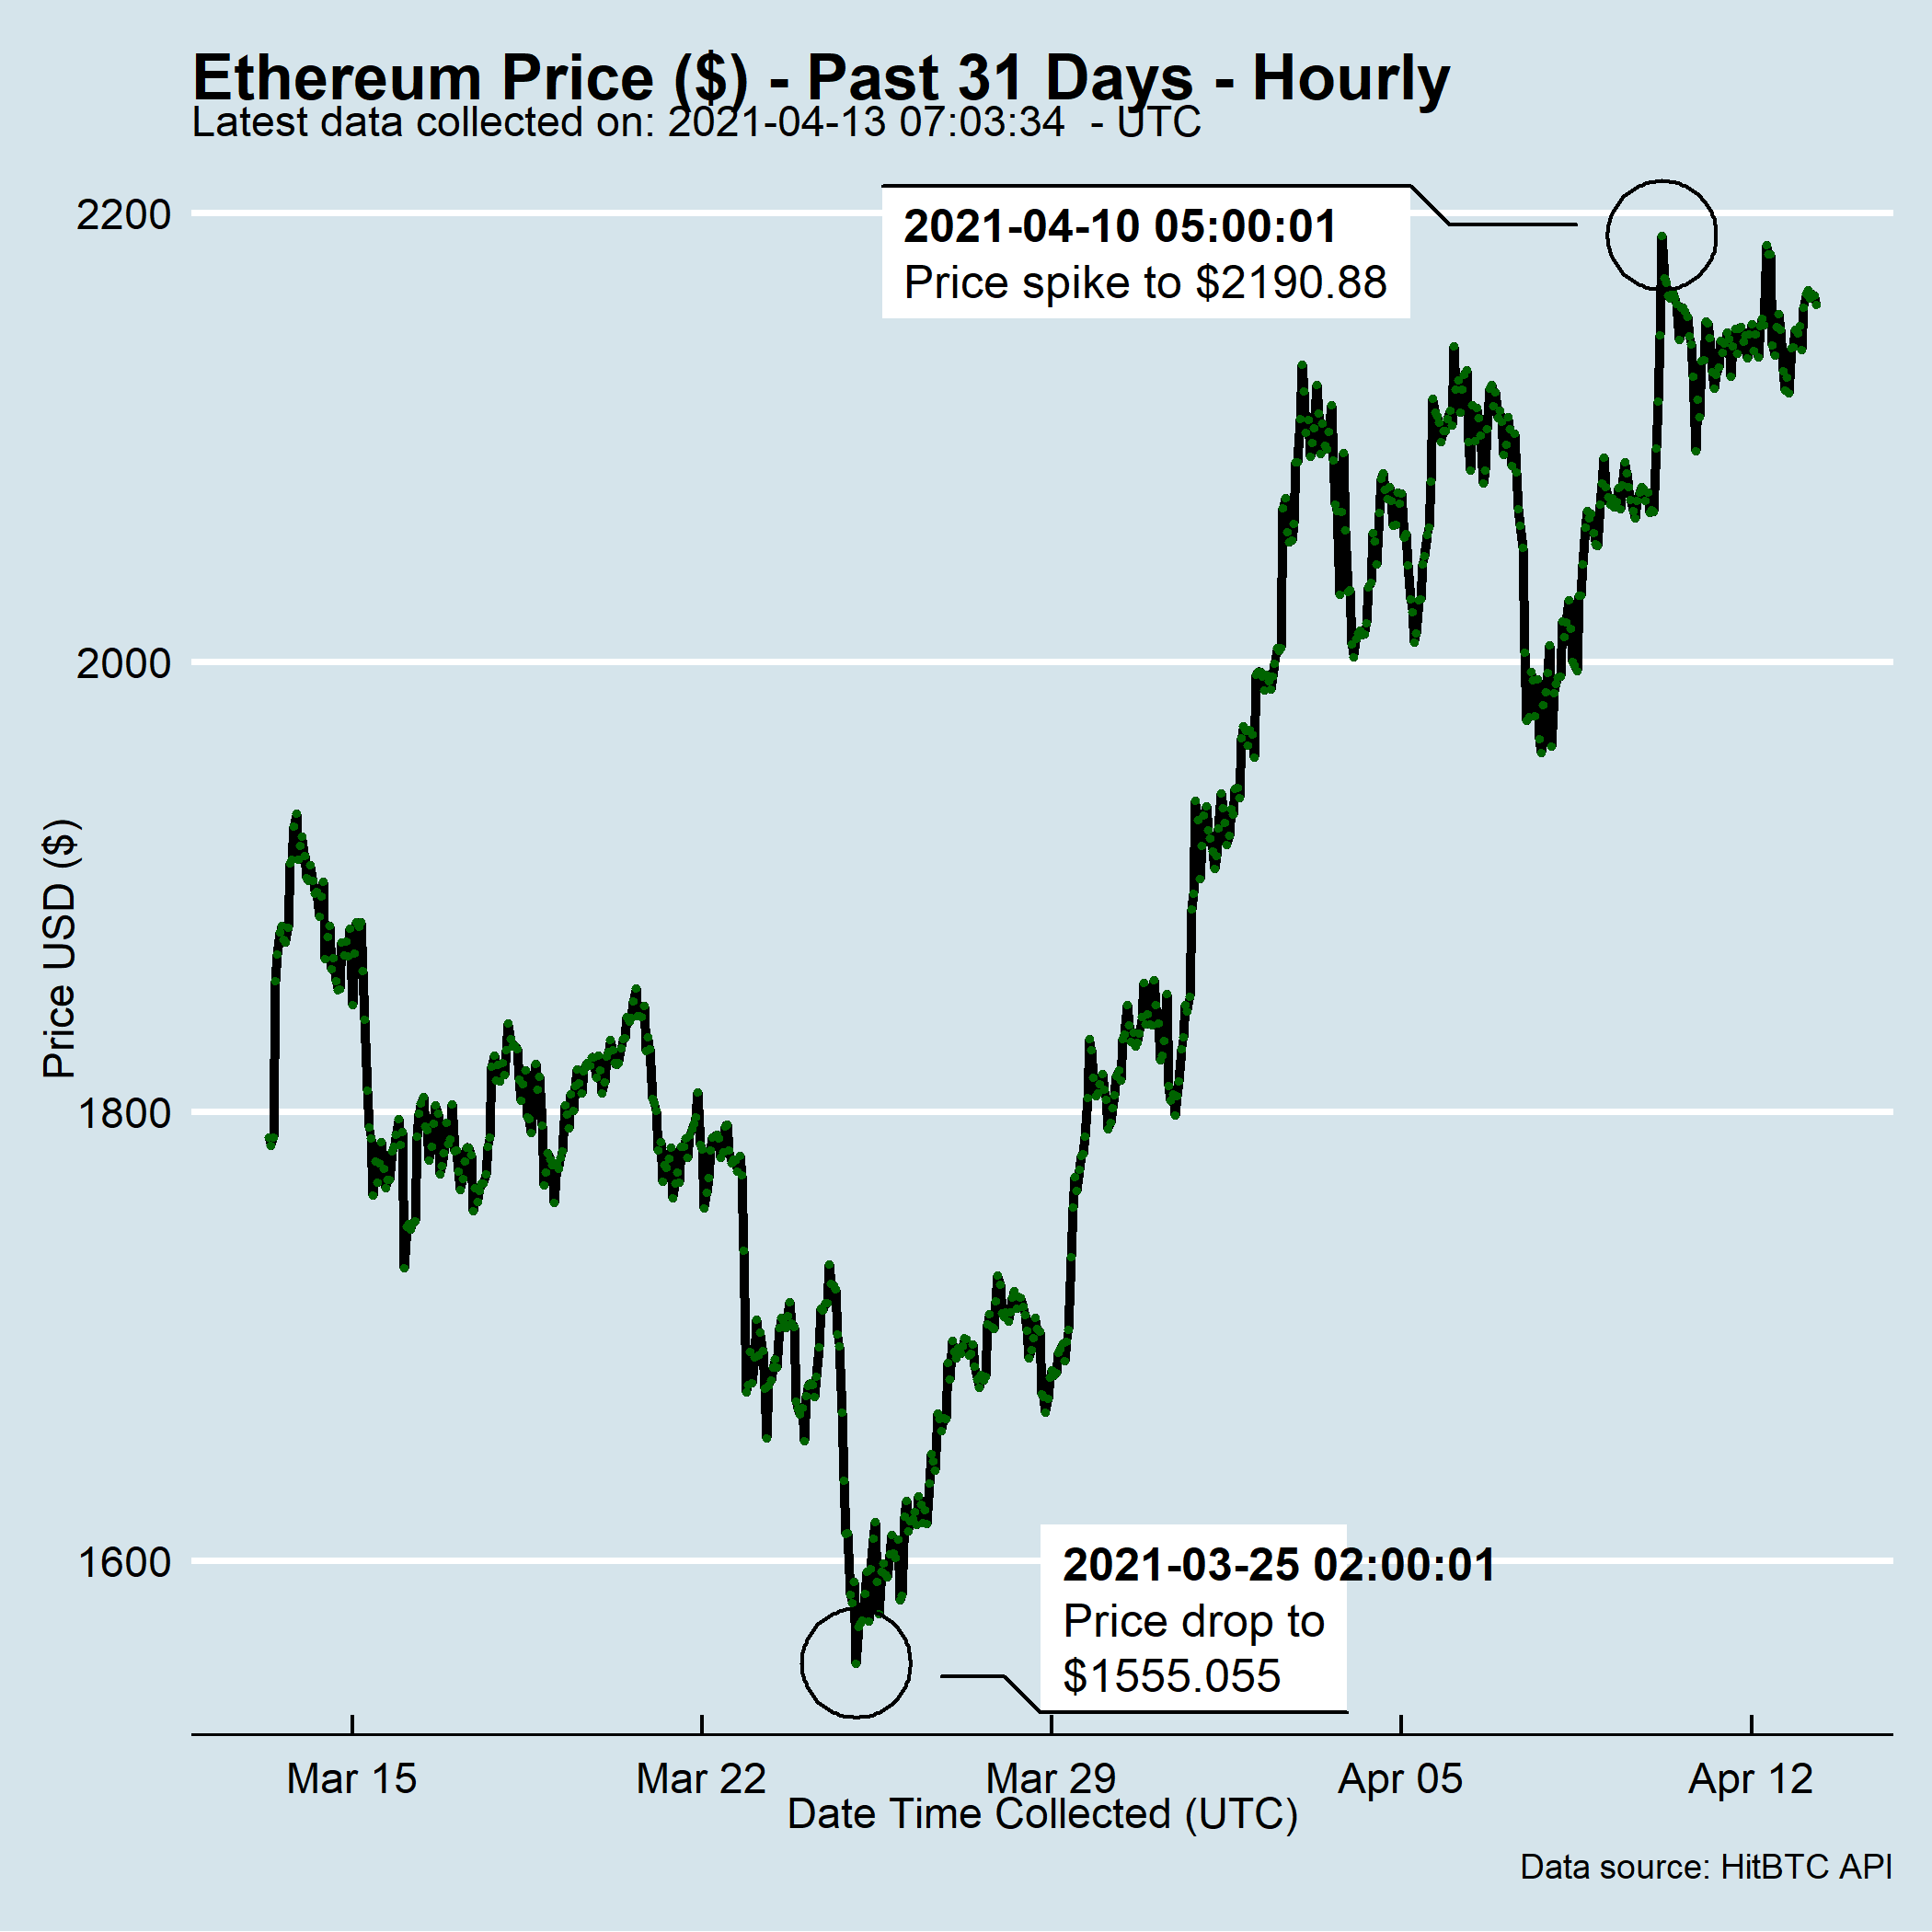 Ethereum Price ($) - Past 31 Days - Hourly
Latest data collected on: 2021-04-13 07:03:34  - UTC
2200
2021-04-10 05:00:01
Price spike to $2190.88
2000
Price USD ($)
1800
1600
2021-03-25 02:00:01
Price drop to
$1555.055
Mar 15 Mar 22 Mar 29 Apr 05 Apr 12
Date Time Collected (UTC)
Data source: HitBTC API